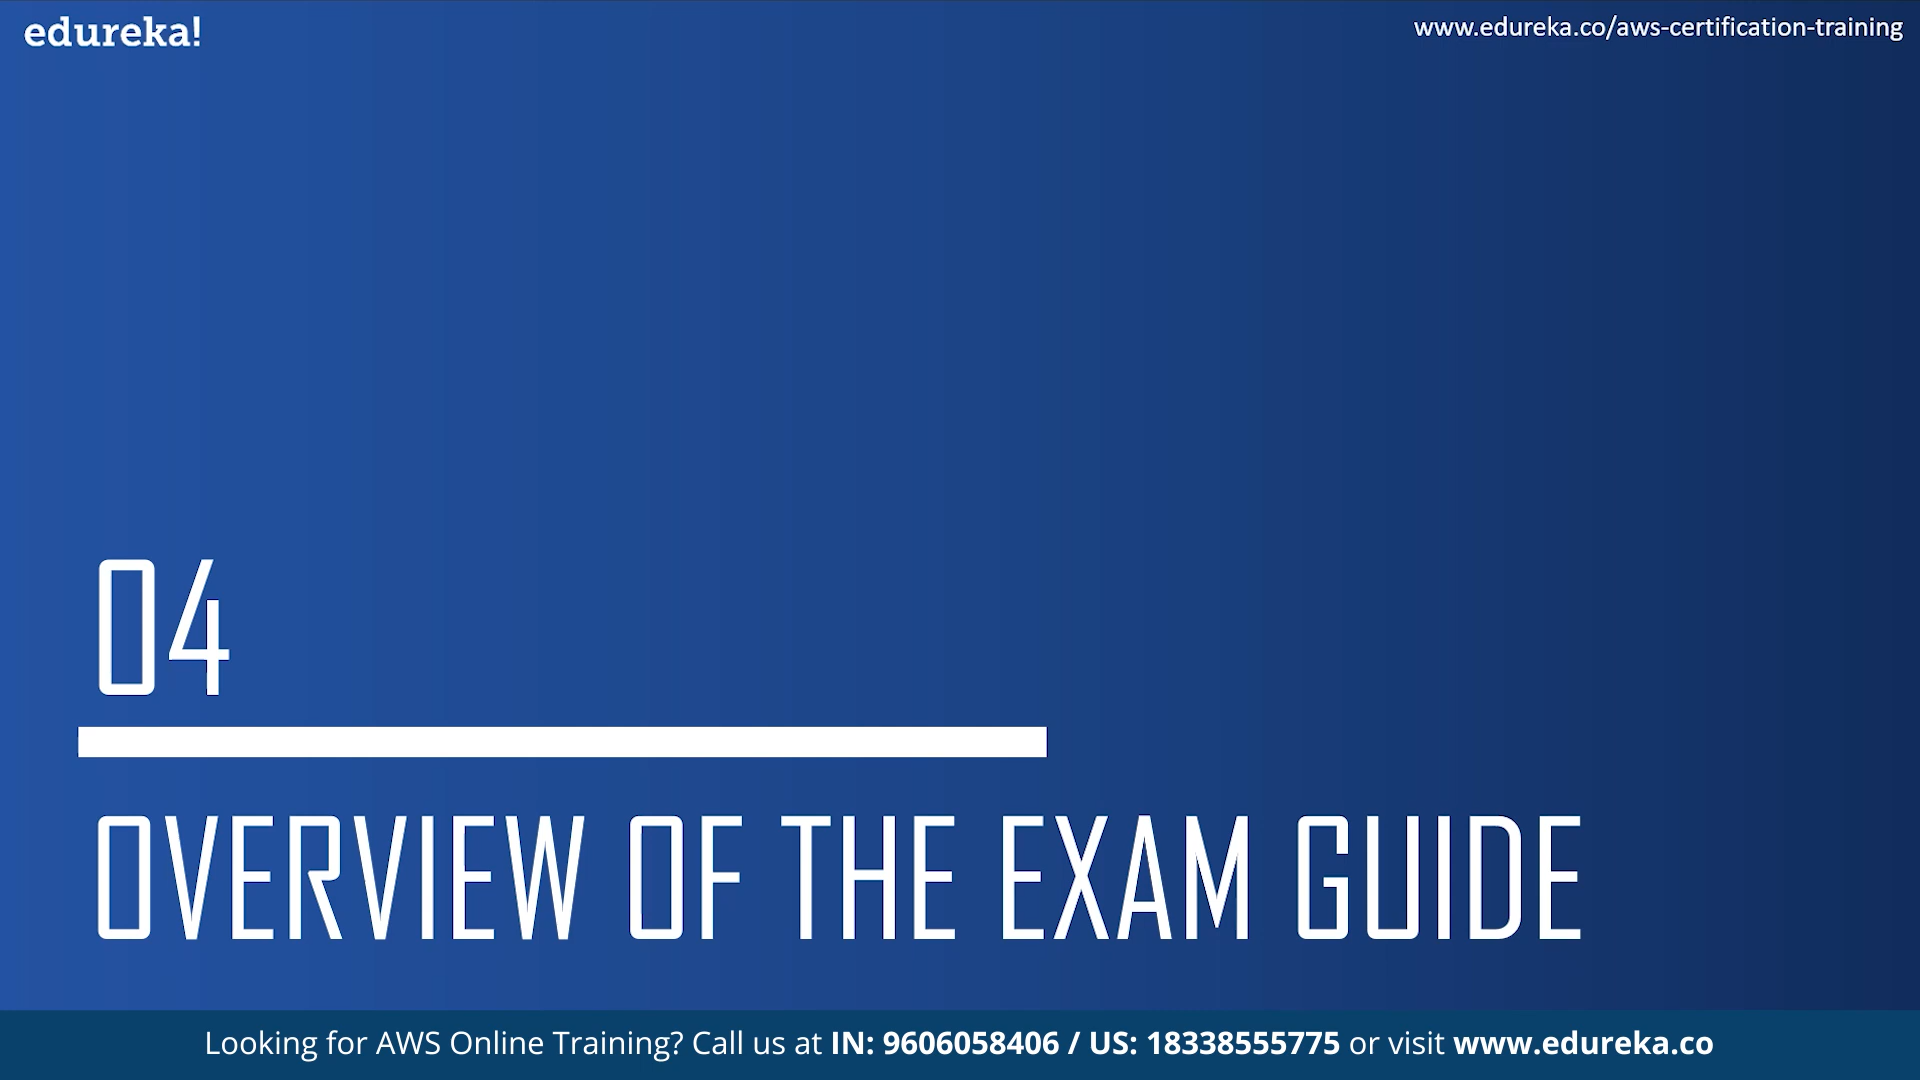 edureka!
www.edureka.co/aws-certification-training
04
OVERVIEW OF THE EXAM GUIDE
Looking for AWS Online Training? Call us at IN: 9606058406 / US: 18338555775 or visit www.edureka.co